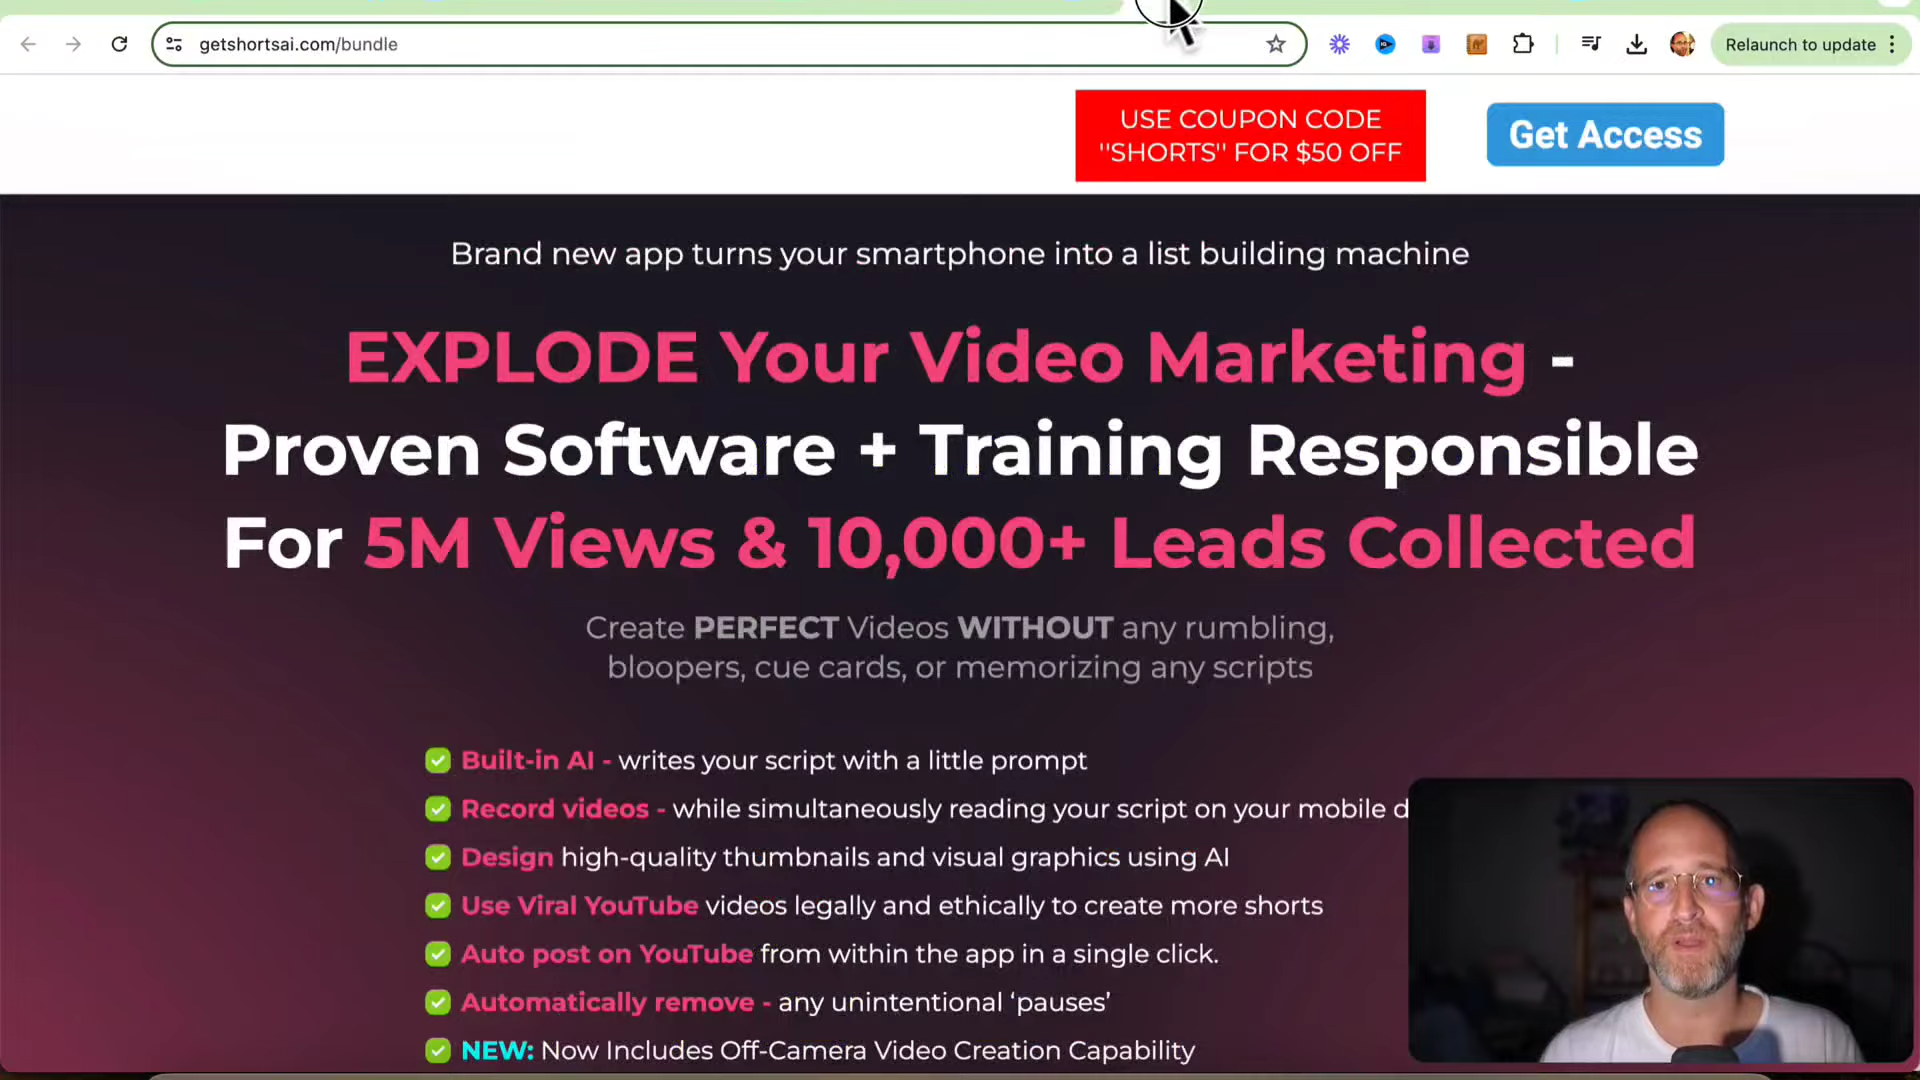 getshortsai.com/bundle
Relaunch to update
USE COUPON CODE
"SHORTS" FOR $50 OFF
Get Access
Brand new app turns your smartphone into a list building machine
EXPLODE Your Video Marketing -
Proven Software + Training Responsible
For 5M Views & 10,000+ Leads Collected
Create PERFECT Videos WITHOUT any rumbling,
bloopers, cue cards, or memorizing any scripts
Built-in AI - writes your script with a little prompt
Record videos - while simultaneously reading your script on your mobile d
Design high-quality thumbnails and visual graphics using AI
Use Viral YouTube videos legally and ethically to create more shorts
Auto post on YouTube from within the app in a single click.
Automatically remove - any unintentional ‘pauses’
NEW: Now Includes Off-Camera Video Creation Capability